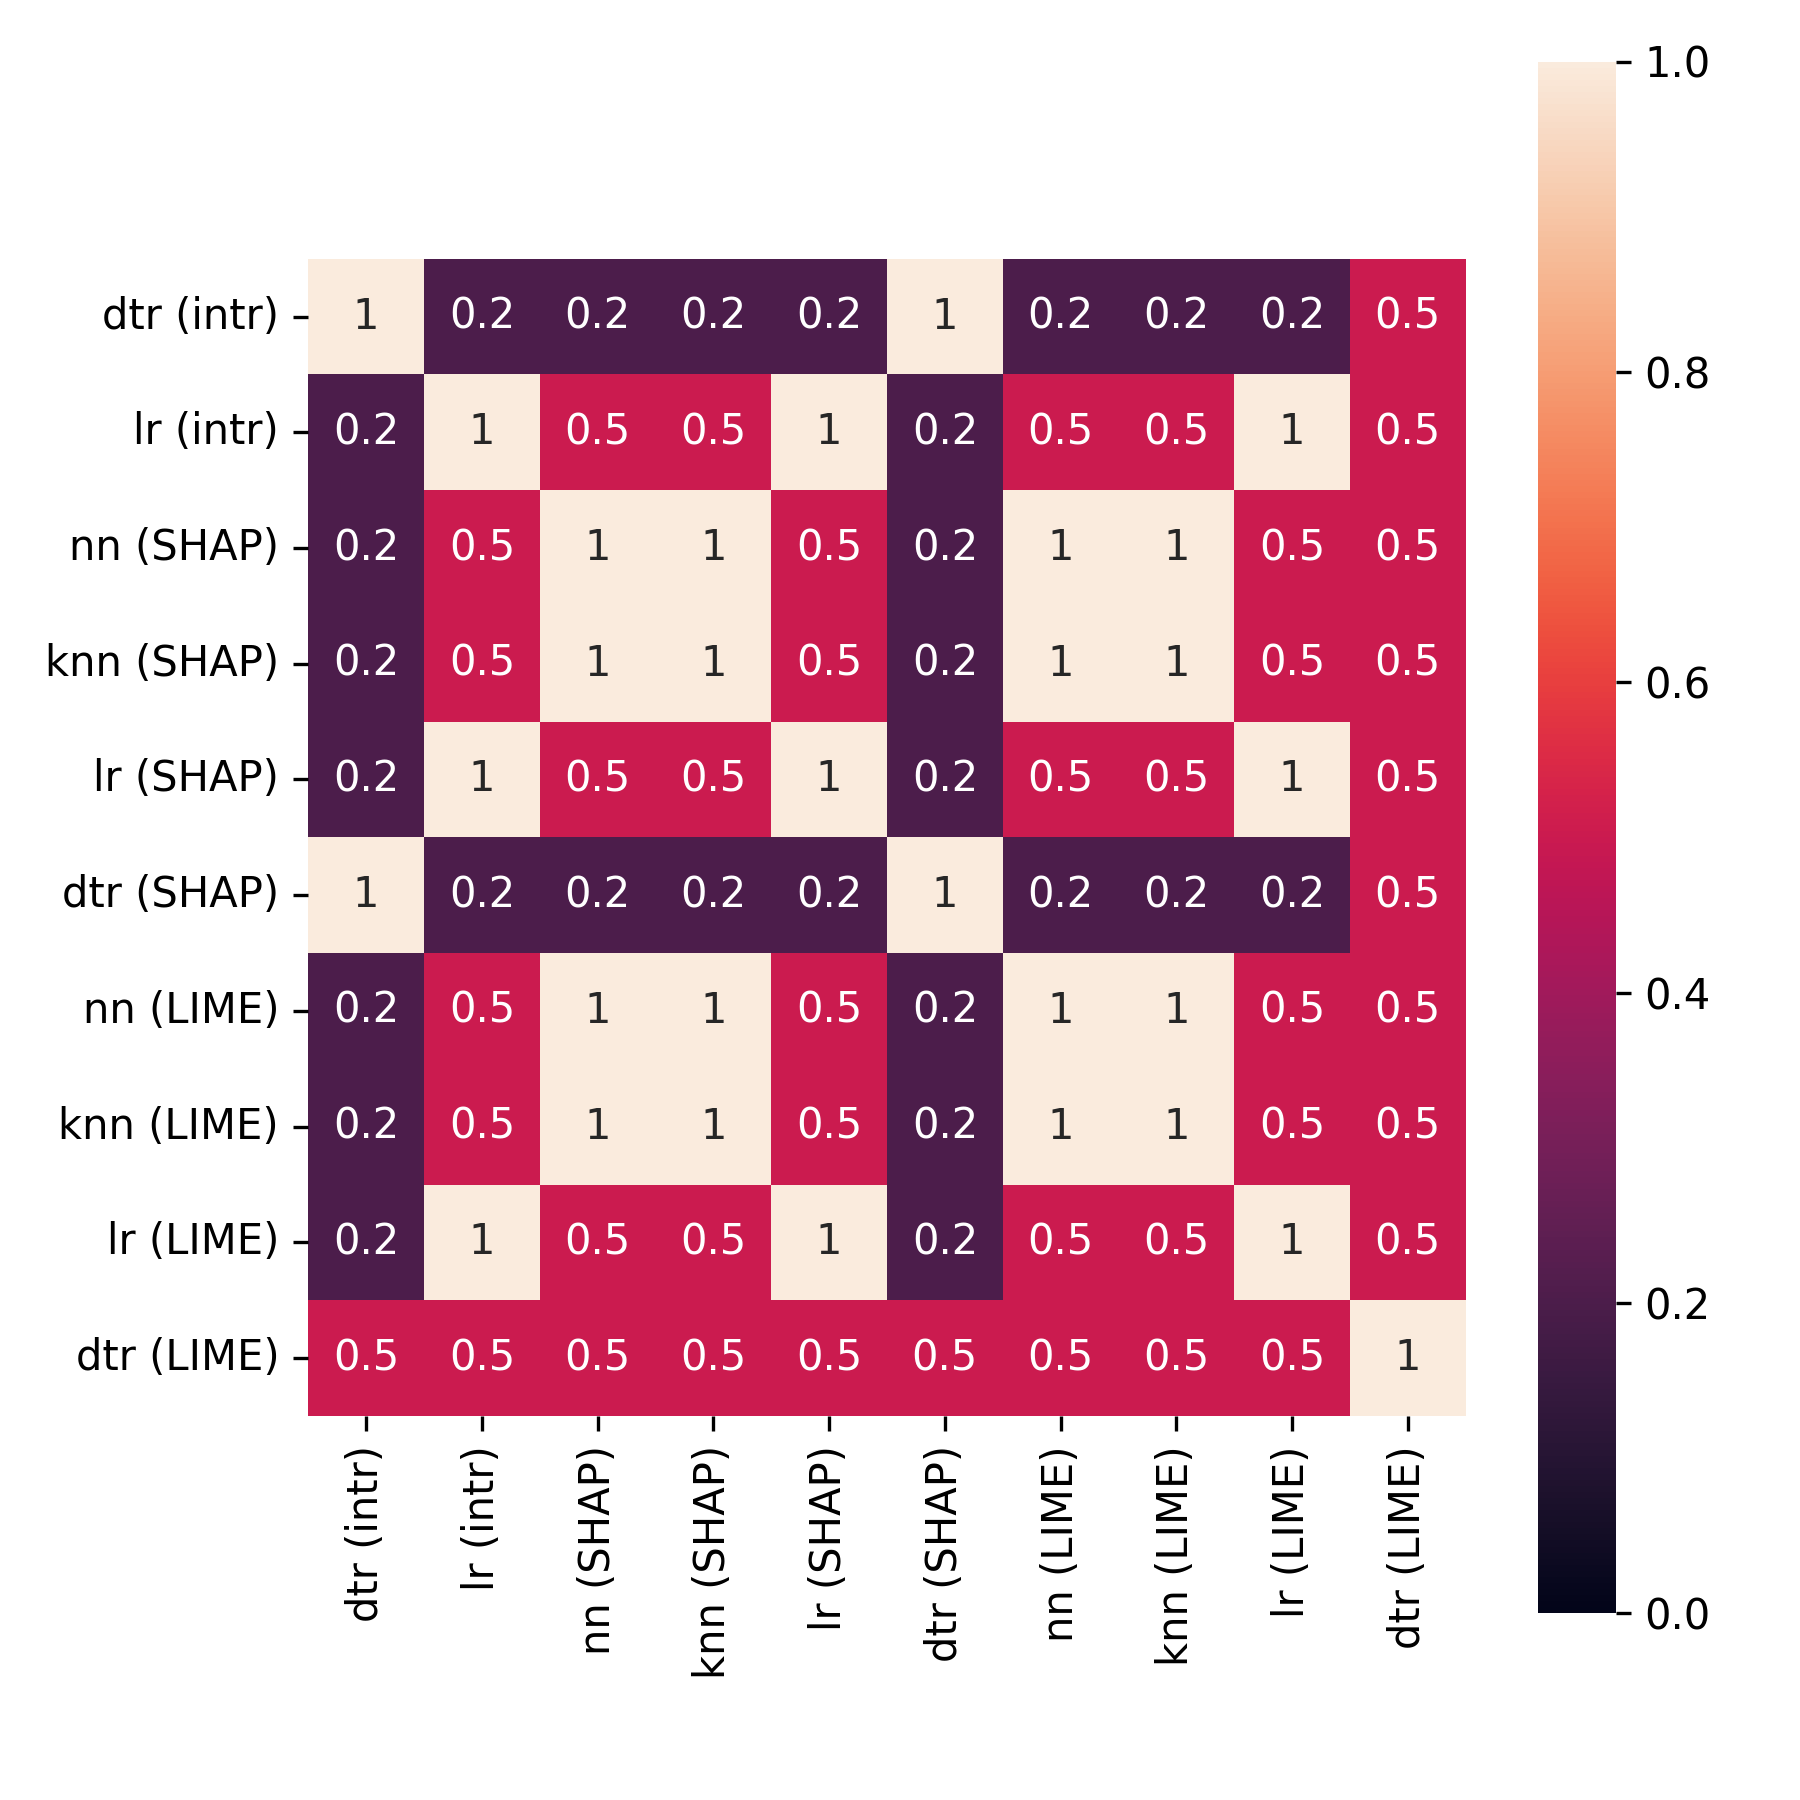 1.0
dtr (intr) 1 0.2 0.2 0.2 0.2 1 0.2 0.2 0.2 0.5
0.8
lr (intr) 0.2 1 0.5 0.5 1 0.2 0.5 0.5 1 0.5
nn (SHAP) 0.2 0.5 1 1 0.5 0.2 1 1 0.5 0.5
knn (SHAP) 0.2 0.5 1 1 0.5 0.2 1 1 0.5 0.5
0.6
lr (SHAP) 0.2 1 0.5 0.5 1 0.2 0.5 0.5 1 0.5
dtr (SHAP) 1 0.2 0.2 0.2 0.2 1 0.2 0.2 0.2 0.5
0.4
nn (LIME) 0.2 0.5 1 1 0.5 0.2 1 1 0.5 0.5
knn (LIME) 0.2 0.5 1 1 0.5 0.2 1 1 0.5 0.5
lr (LIME) 0.2 1 0.5 0.5 1 0.2 0.5 0.5 1 0.5
0.2
dtr (LIME) 0.5 0.5 0.5 0.5 0.5 0.5 0.5 0.5 0.5 1
0.0
dtr (intr)
lr (intr)
nn (SHAP)
knn (SHAP)
lr (SHAP)
dtr (SHAP)
nn (LIME)
knn (LIME)
lr (LIME)
dtr (LIME)